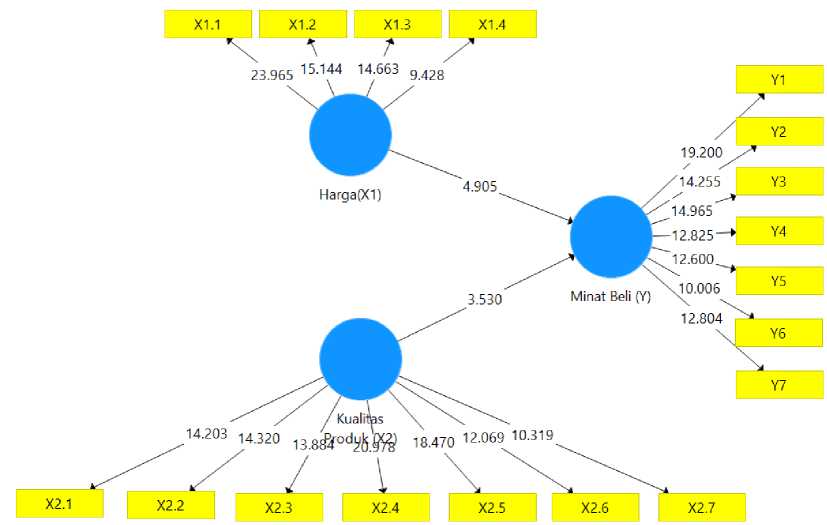 X1.1 X1.2 X1.3 X1.4
23.965 15.144 14.663 9.428
Harga(X1)
4.905
Y1
Y2
Y3
Y4
Y5
Y6
Y7
19.200
14.255
14.965
12.825
12.600
10.006
12.804
Minat Beli (Y)
3.530
Kualitas
Produk (X2)
14.203 14.320 13.884 20.978 18.470 12.069 10.319
X2.1 X2.2 X2.3 X2.4 X2.5 X2.6 X2.7